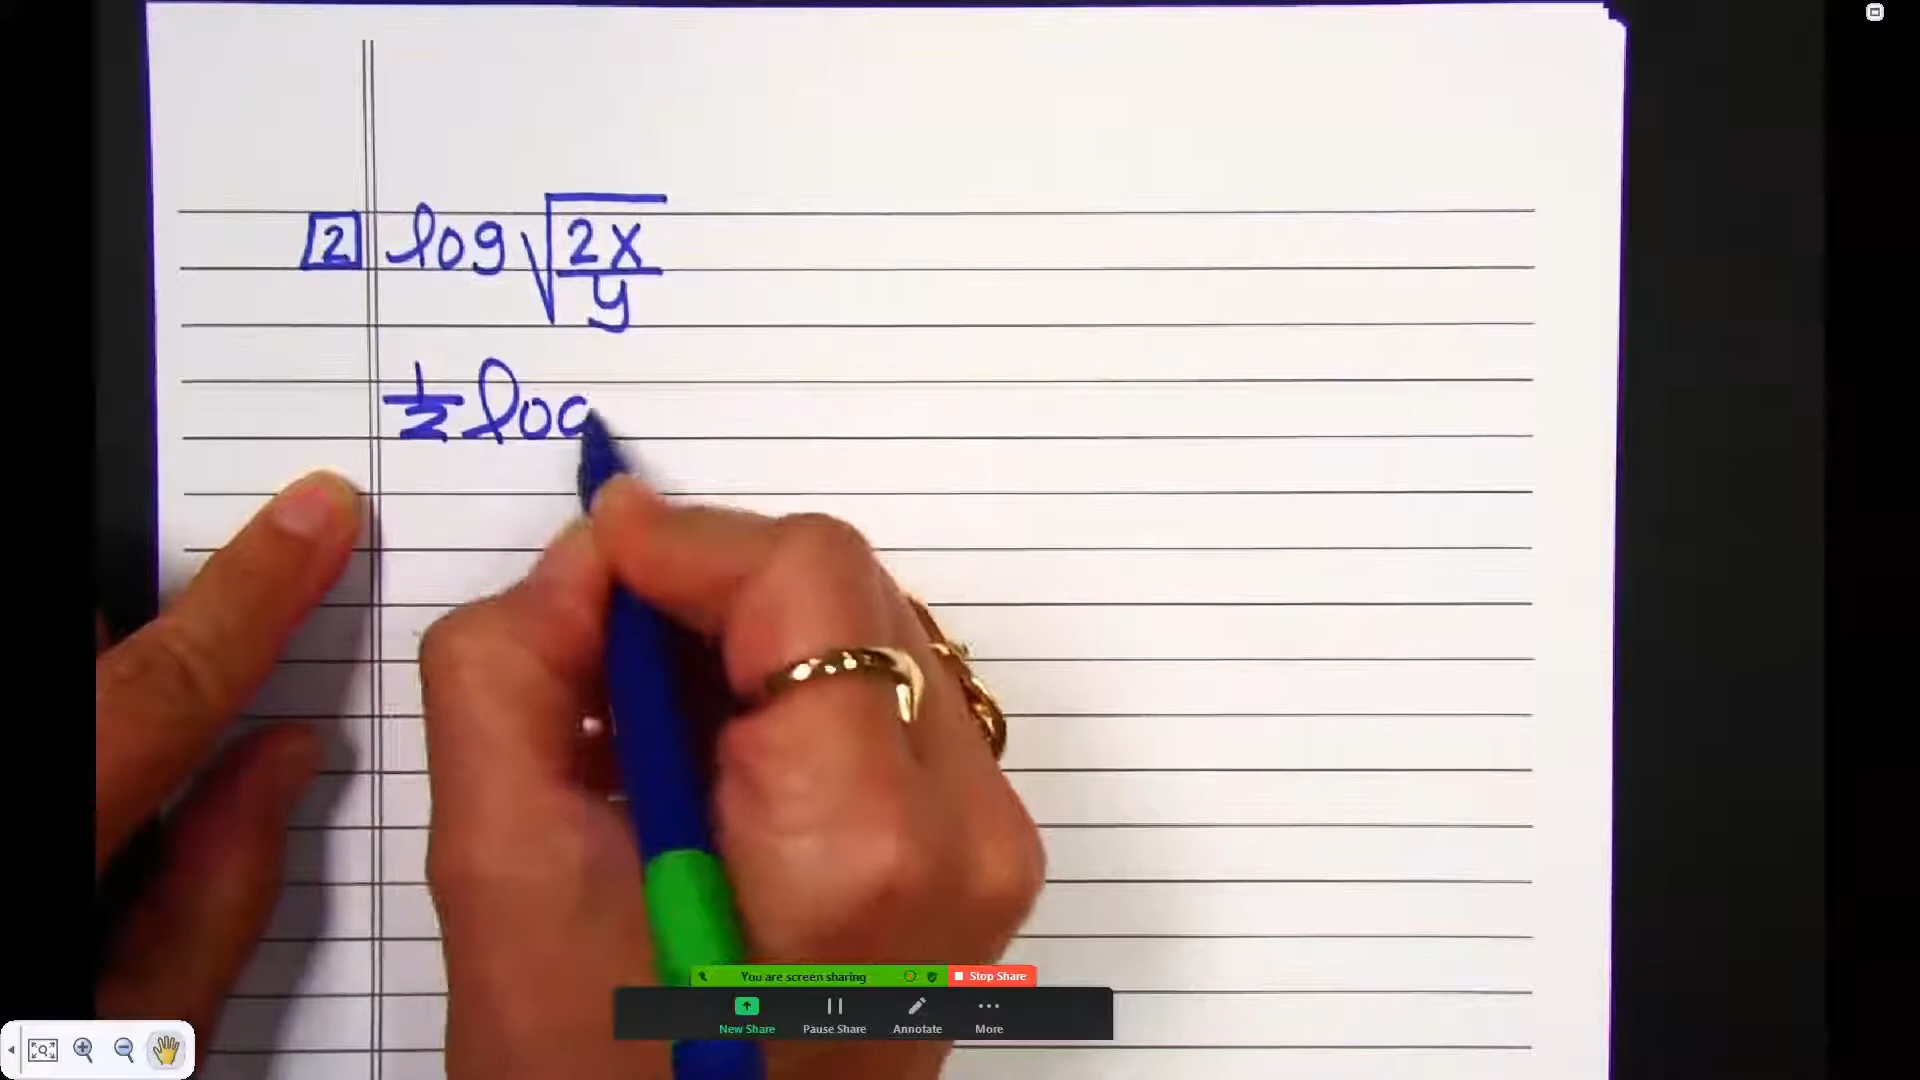 2 log √(2x/y)
1/2 log
You are screen sharing Stop Share
New Share Pause Share Annotate More